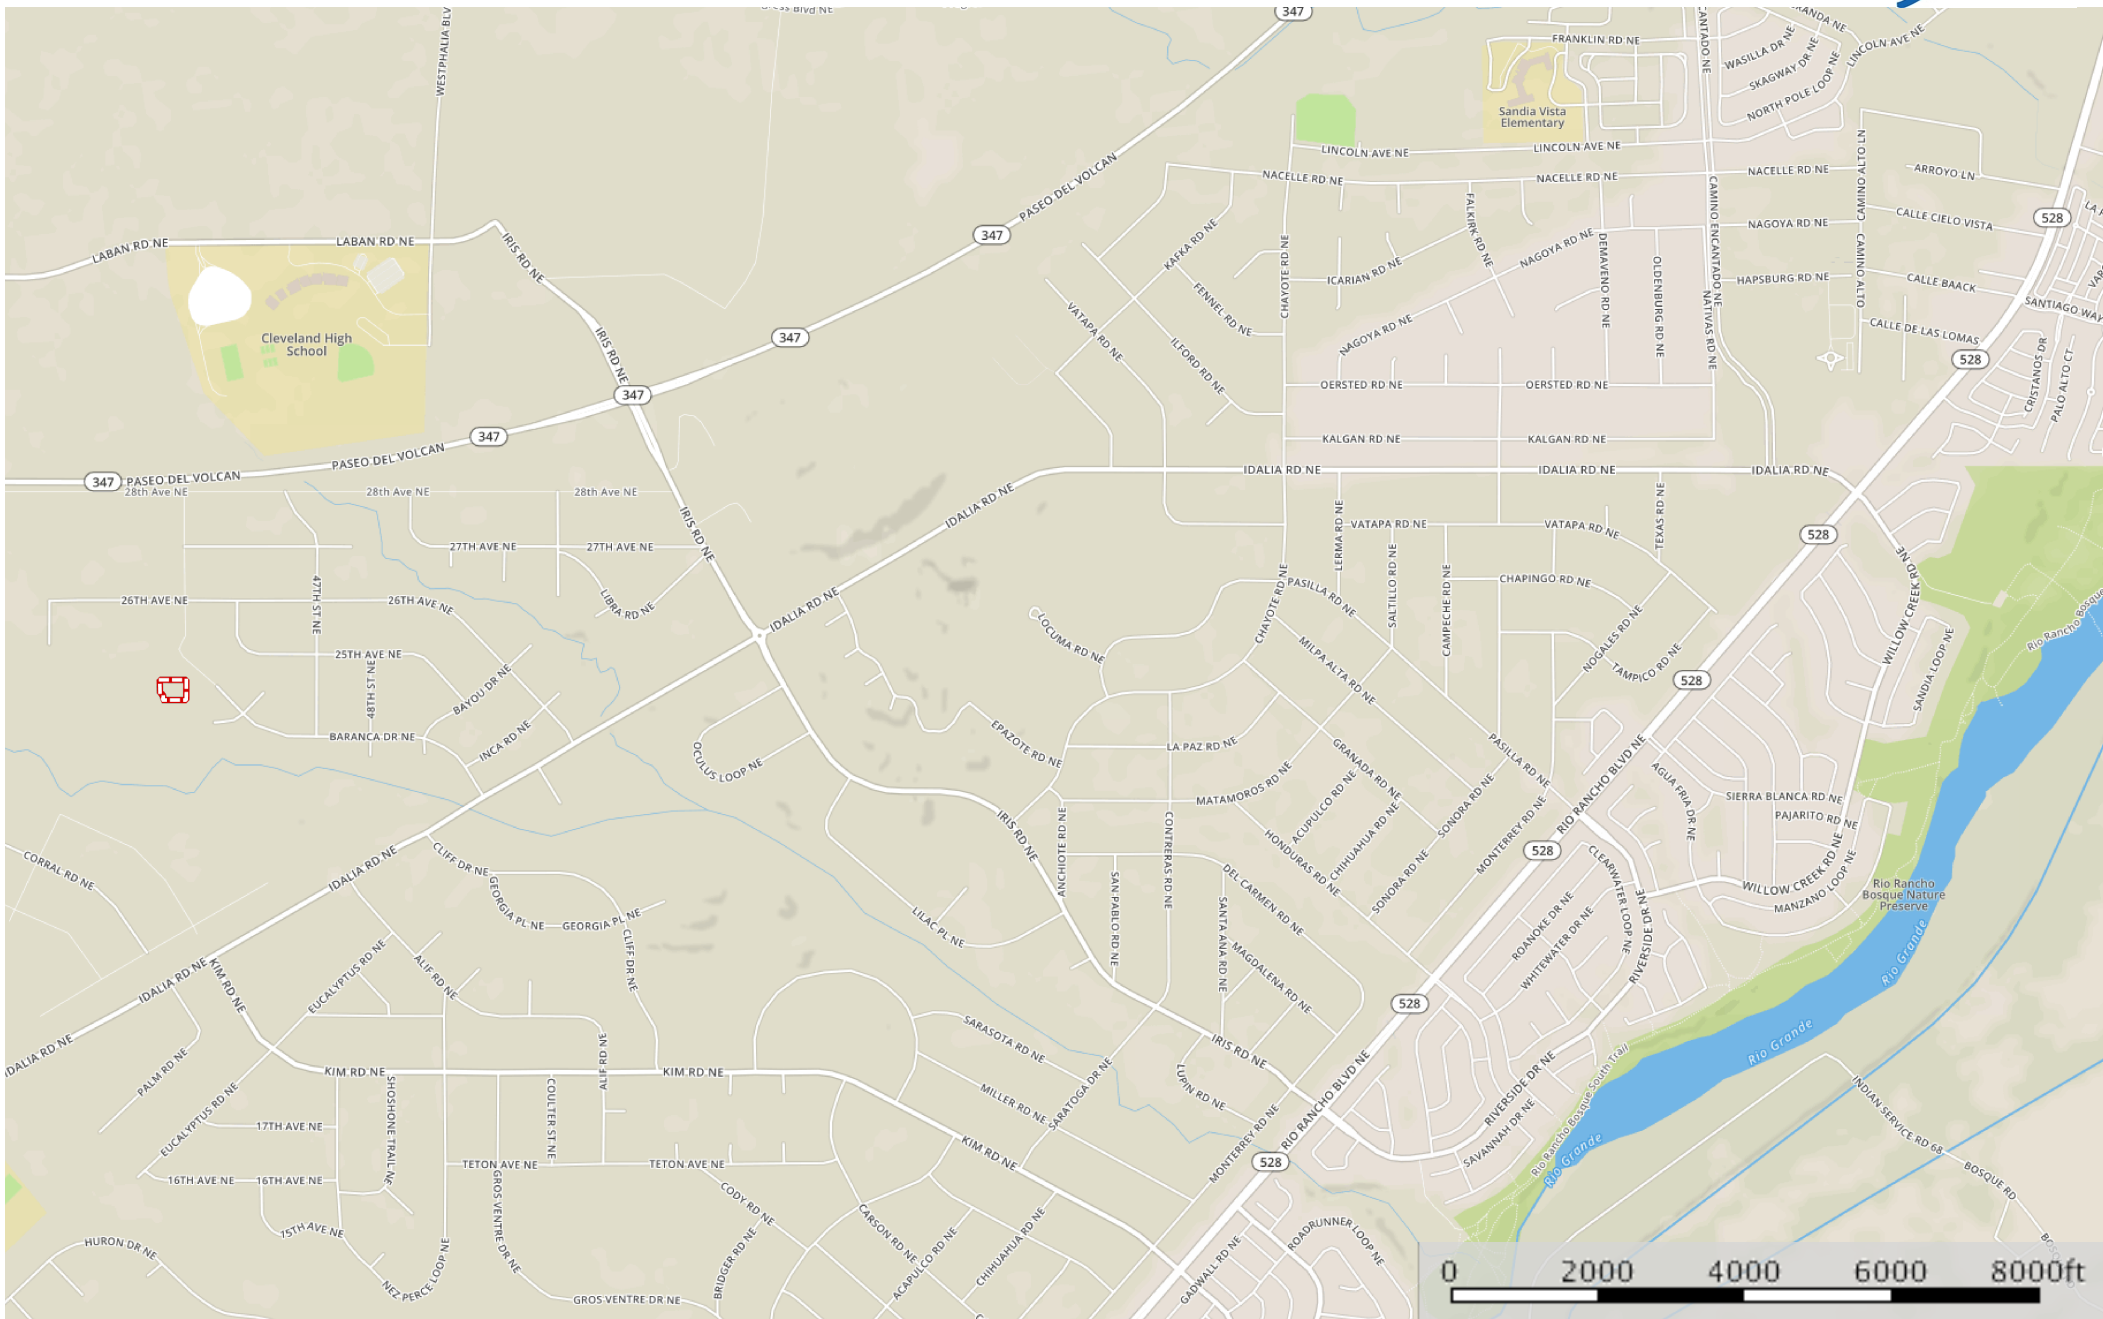 WESTPHALIA BLV
347
FRANKLIN RD NE
WASILLA DR NE
SKAGWAY DR NE
NORTH POLE LOOP NE
LINCOLN AVE NE
Sandia Vista
Elementary
LINCOLN AVE NE
LINCOLN AVE NE
NACELLE RD NE
NACELLE RD NE
NACELLE RD NE
ARROYO LN
PASEO DEL VOLCAN
CAMINO ALTO LN
CAMINO ALTO
CAMINO ENCANTADO NE
NATIVAS RD NE
CALLE CIELO VISTA
528
LABAN RD NE
LABAN RD NE
IRIS RD NE
347
KAFKA RD NE
FENNEL RD NE
CHAYOTE RD NE
ICARIAN RD NE
FALKIRK RD NE
NAGOYA RD NE
DEMAVENO RD NE
OLDENBURG RD NE
NAGOYA RD NE
HAPSBURG RD NE
CALLE BAACK
SANTIAGO WAY
CALLE DE LAS LOMAS
Cleveland High
School
IRIS RD NE
347
VATAPA RD NE
ILFORD RD NE
NAGOYA RD NE
528
CRISTANOS DR
PALO ALTO CT
347
OERSTED RD NE
OERSTED RD NE
347
PASEO DEL VOLCAN
KALGAN RD NE
KALGAN RD NE
347
PASEO DEL VOLCAN
IDALIA RD NE
IDALIA RD NE
IDALIA RD NE
28th Ave NE
28th Ave NE
28th Ave NE
IRIS RD NE
IDALIA RD NE
LERMA RD NE
VATAPA RD NE
VATAPA RD NE
TEXAS RD NE
528
27TH AVE NE
27TH AVE NE
SALTILLO RD NE
CAMPECHE RD NE
CHAPINGO RD NE
WILLOW CREEK RD NE
26TH AVE NE
47TH ST NE
26TH AVE NE
LIBRA RD NE
IDALIA RD NE
LOCUMA RD NE
CHAYOTE RD NE
PASILLA RD NE
MILPA ALTA RD NE
NOGALES RD NE
TAMPICO RD NE
SANDIA LOOP NE
Rio Rancho Bosque
25TH AVE NE
48TH ST NE
BAYOU DR NE
528
BARANCA DR NE
INCA RD NE
OCULUS LOOP NE
EPAZOTE RD NE
LA PAZ RD NE
GRANADA RD NE
PASILLA RD NE
RIO RANCHO BLVD NE
AGUA FRIA DR NE
SIERRA BLANCA RD NE
PAJARITO RD NE
MATAMOROS RD NE
ACUPULCO RD NE
CHIHUAHUA RD NE
SONORA RD NE
MONTERREY RD NE
IRIS RD NE
ANCHIOTE RD NE
CONTRERAS RD NE
HONDURAS RD NE
528
CORRAL RD NE
IDALIA RD NE
CLIFF DR NE
GEORGIA PL NE
GEORGIA PL NE
CLIFF DR NE
LILAC PL NE
SAN PABLO RD NE
SANTA ANA RD NE
DEL CARMEN RD NE
MAGDALENA RD NE
SONORA RD NE
CLEARWATER LOOP NE
ROANOKE DR NE
WHITEWATER DR NE
RIVERSIDE DR NE
WILLOW CREEK RD NE
MANZANO LOOP NE
Rio Rancho
Bosque Nature
Preserve
Rio Grande
IDALIA RD NE
KIM RD NE
EUCALYPTUS RD NE
ALIF RD NE
528
Rio Grande
IDALIA RD NE
PALM RD NE
KIM RD NE
ALIF RD NE
KIM RD NE
SARASOTA RD NE
MILLER RD NE
SARATOGA DR NE
IRIS RD NE
LUPIN RD NE
RIO RANCHO BLVD NE
MONTERREY RD NE
RIVERSIDE DR NE
SAVANNAH DR NE
Rio Rancho Bosque South Trail
Rio Grande
INDIAN SERVICE RD 68
BOSQUE RD
EUCALYPTUS RD NE
SHOSHONE TRAIL NE
COULTER ST NE
17TH AVE NE
KIM RD NE
528
16TH AVE NE
16TH AVE NE
TETON AVE NE
TETON AVE NE
15TH AVE NE
GROS VENTRE DR NE
CODY RD NE
CARSON RD NE
ACAPULCO RD NE
CHIHUAHUA RD NE
GADWALL RD NE
ROADRUNNER LOOP NE
HURON DR NE
NEZ PERCE LOOP NE
GROS VENTRE DR NE
BRIDGER RD NE
0 2000 4000 6000 8000ft